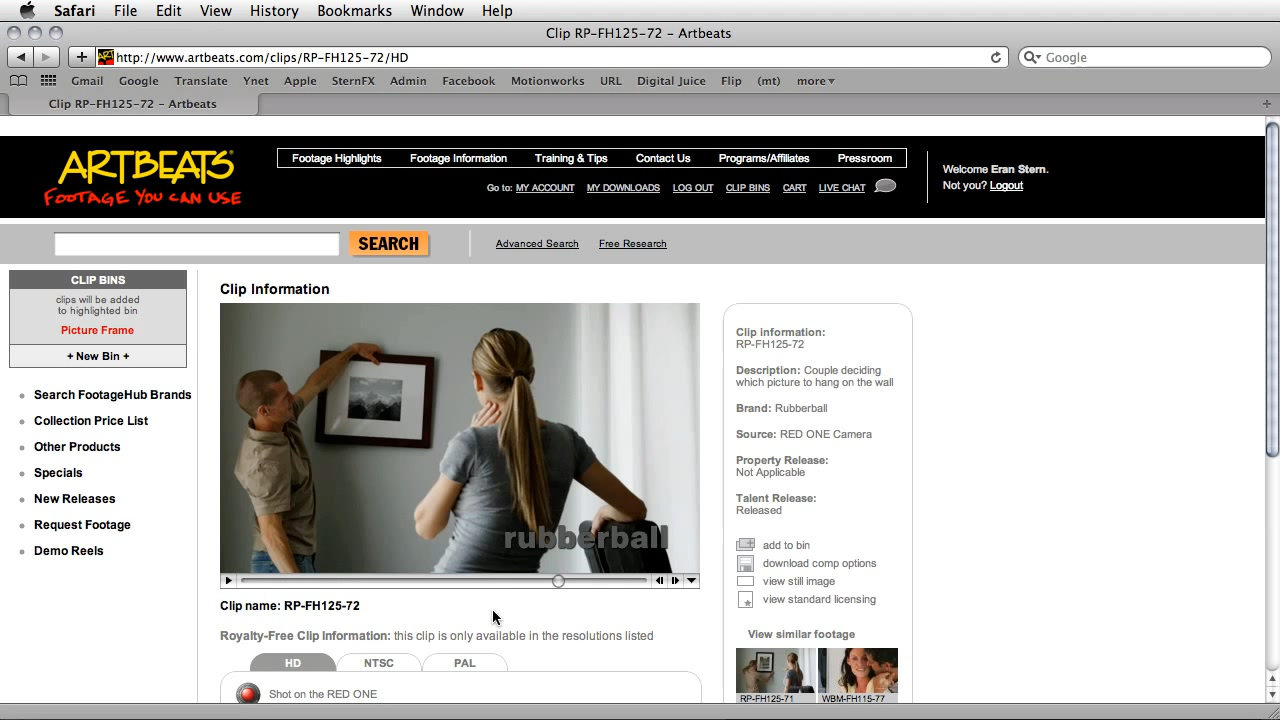 Safari File Edit View History Bookmarks Window Help
Clip RP-FH125-72 – Artbeats
http://www.artbeats.com/clips/RP-FH125-72/HD
Google
Gmail Google Translate Ynet Apple SternFX Admin Facebook Motionworks URL Digital Juice Flip (mt) more
Clip RP-FH125-72 – Artbeats
ARTBEATS
FOOTAGE YOU CAN USE
Footage Highlights Footage Information Training & Tips Contact Us Programs/Affiliates Pressroom
Go to: MY ACCOUNT MY DOWNLOADS LOG OUT CLIP BINS CART LIVE CHAT
Welcome Eran Stern.
Not you? Logout
SEARCH
Advanced Search Free Research
CLIP BINS
clips will be added
to highlighted bin
Picture Frame
+ New Bin +
Search FootageHub Brands
Collection Price List
Other Products
Specials
New Releases
Request Footage
Demo Reels
Clip Information
rubberball
Clip name: RP-FH125-72
Royalty-Free Clip Information: this clip is only available in the resolutions listed
HD NTSC PAL
Shot on the RED ONE
Clip information:
RP-FH125-72
Description: Couple deciding
which picture to hang on the wall
Brand: Rubberball
Source: RED ONE Camera
Property Release:
Not Applicable
Talent Release:
Released
add to bin
download comp options
view still image
view standard licensing
View similar footage
RP-FH125-71 WBM-FH115-77